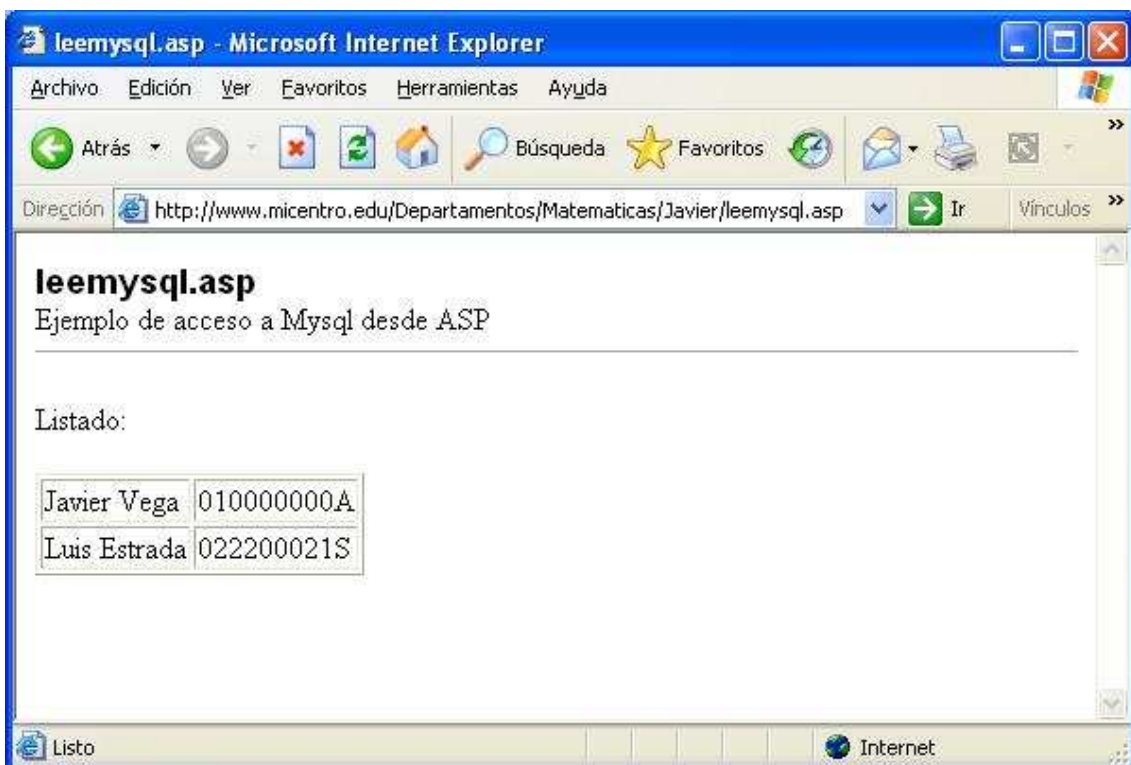 leemysql.asp - Microsoft Internet Explorer
Archivo Edición Ver Favoritos Herramientas Ayuda
Atrás Búsqueda Favoritos »
Dirección http://www.micentro.edu/Departamentos/Matematicas/Javier/leemysql.asp Ir Vínculos »
leemysql.asp
Ejemplo de acceso a Mysql desde ASP
Listado:
Javier Vega 010000000A
Luis Estrada 022200021S
Listo Internet